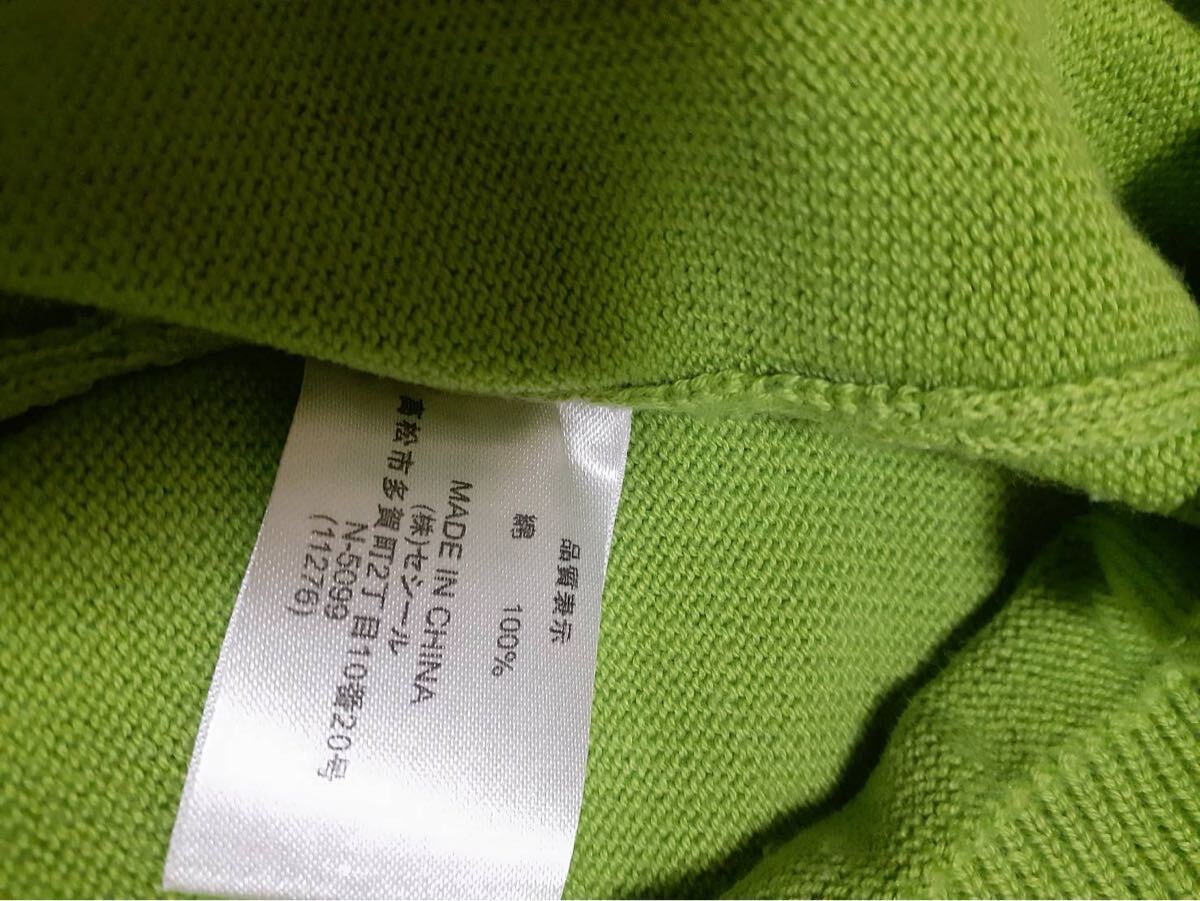 品質表示
綿 100%
MADE IN CHINA
(株)セシール
高松市多賀町2丁目10番20号
N-5099
(11276)